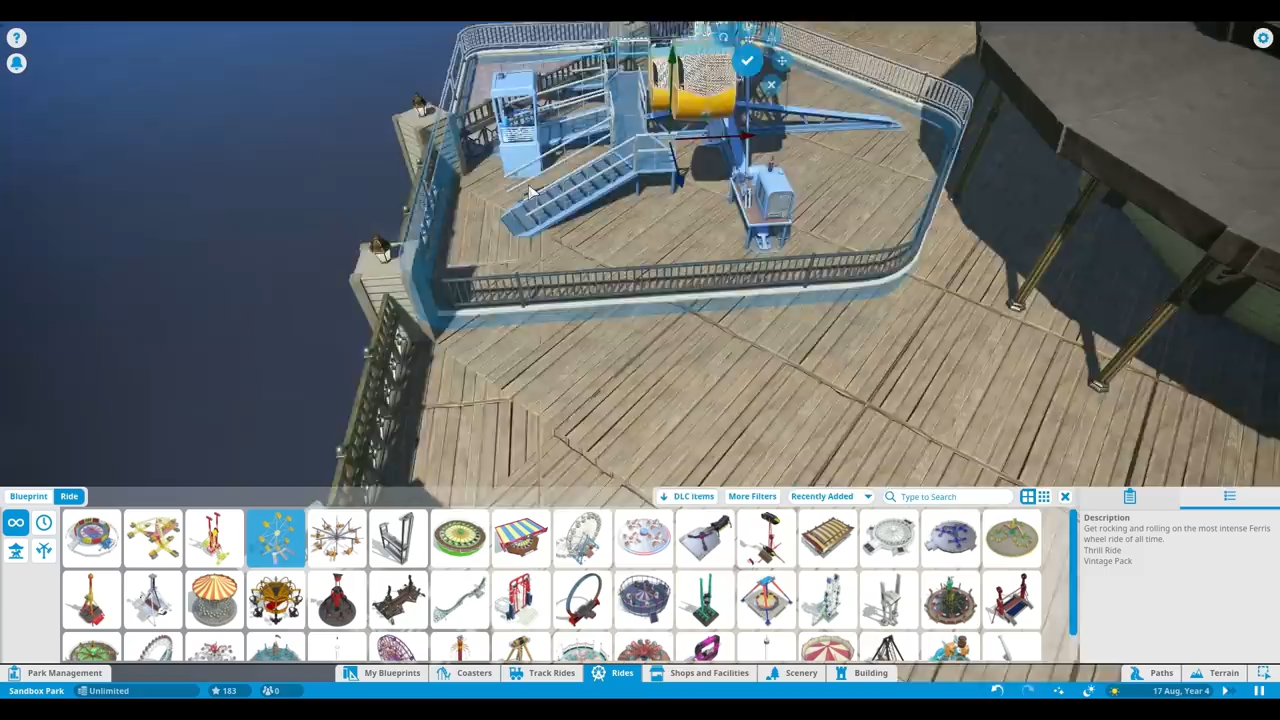 Blueprint Ride
DLC Items More Filters Recently Added Type to Search
Description
Get rocking and rolling on the most intense Ferris
wheel ride of all time.
Thrill Ride
Vintage Pack
Park Management My Blueprints Coasters Track Rides Rides Shops and Facilities Scenery Building Paths Terrain
Sandbox Park Unlimited 183 0 17 Aug, Year 4